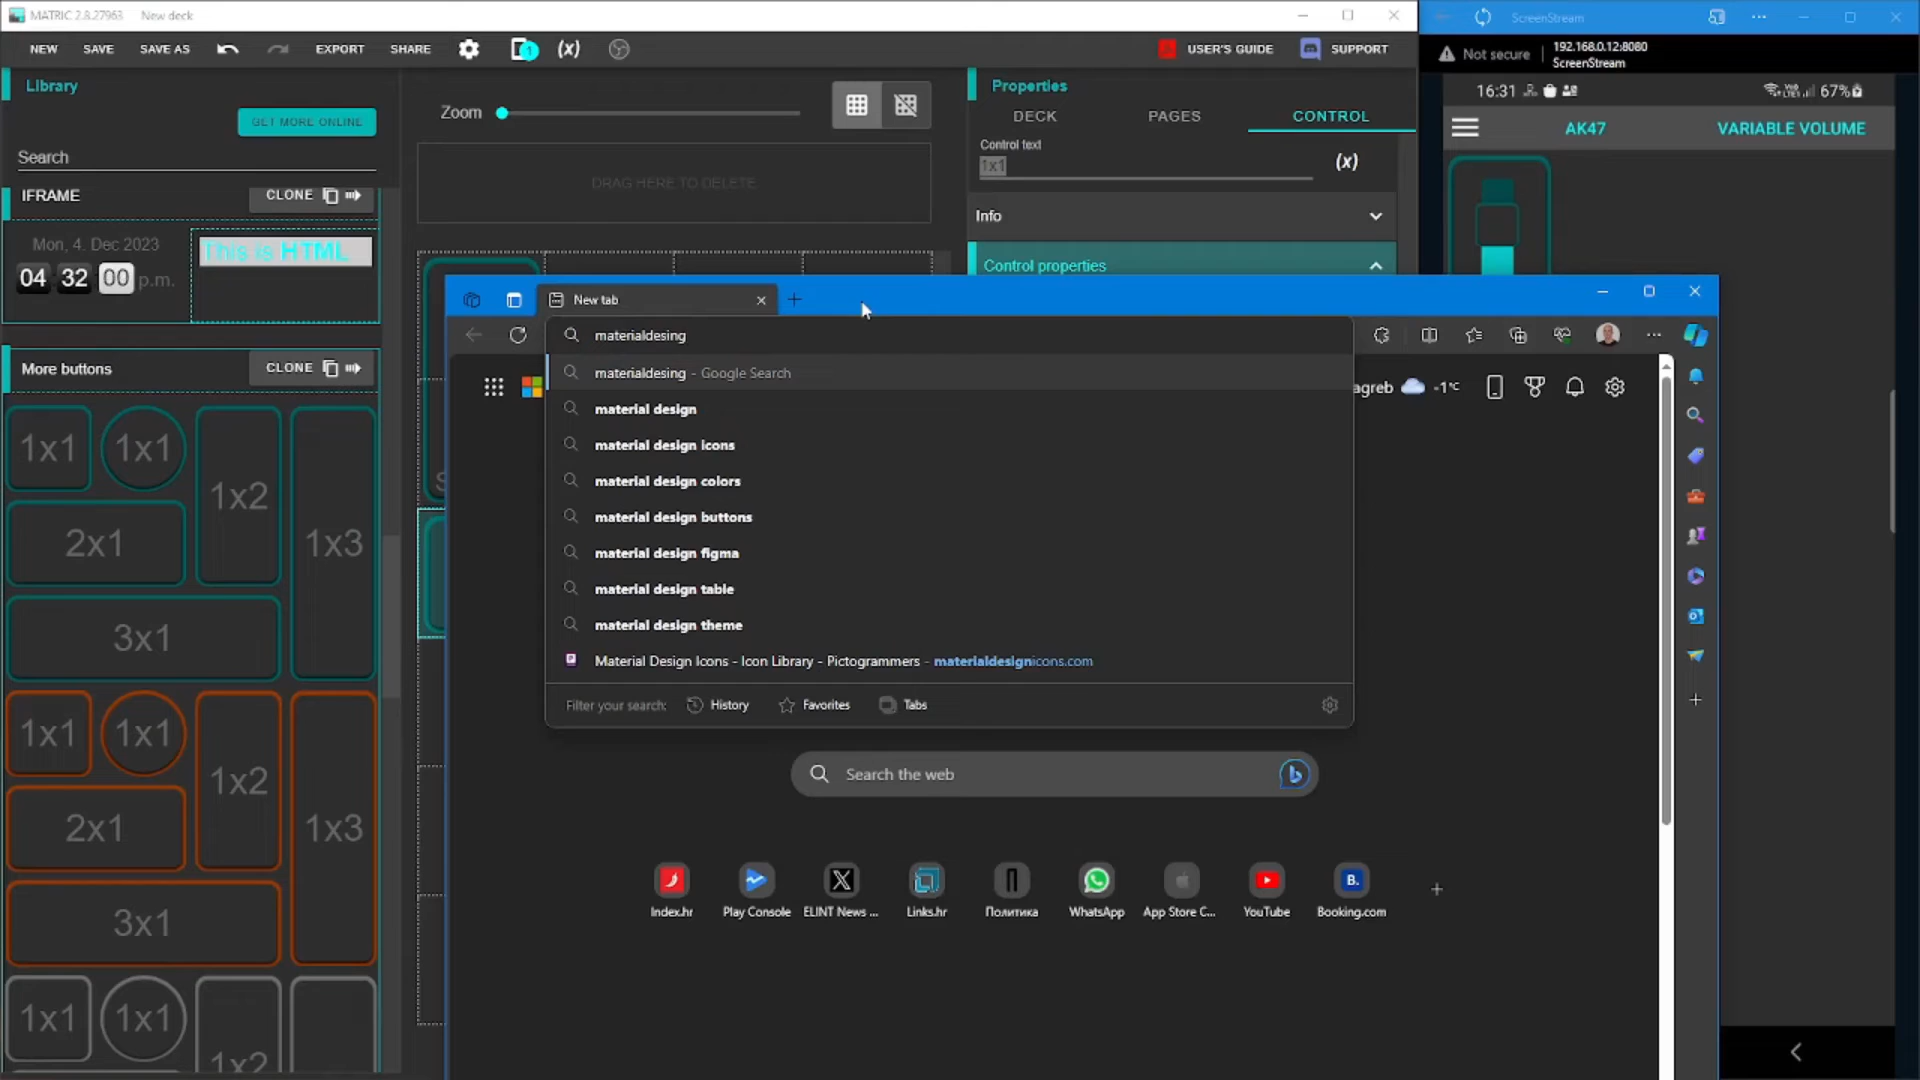 MATRIC 2.8.27963 New deck
NEW SAVE SAVE AS EXPORT SHARE 1 (x) USER'S GUIDE SUPPORT
Library
GET MORE ONLINE
Search
IFRAME CLONE
Mon, 4. Dec 2023
04 32 00 p.m.
This is HTML
More buttons CLONE
1x1 1x1 1x2 1x3
2x1
3x1
1x1 1x1 1x2 1x3
2x1
3x1
1x1 1x1 1x2
Zoom
DRAG HERE TO DELETE
S
Properties
DECK PAGES CONTROL
Control text
1x1 (x)
Info
Control properties
ScreenStream
Not secure 192.168.0.12:8080
ScreenStream
16:31 67%
AK47 VARIABLE VOLUME
New tab
materialdesing
materialdesing - Google Search
material design
material design icons
material design colors
material design buttons
material design figma
material design table
material design theme
Material Design Icons - Icon Library - Pictogrammers - materialdesignicons.com
Filter your search: History Favorites Tabs
agreb -1°C
Search the web
Index.hr Play Console ELINT News ... Links.hr Политика WhatsApp App Store C... YouTube Booking.com
B.